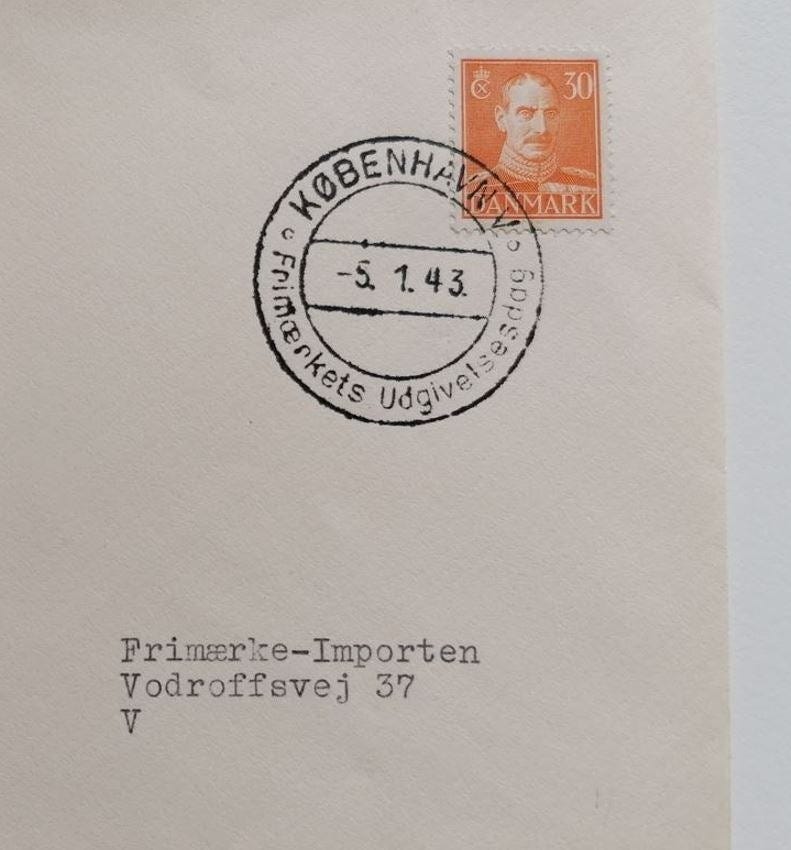 30
DANMARK
KØBENHAVN V
-5. 1. 43.
Frimærkets Udgivelsesdag
Frimærke-Importen
Vodroffsvej 37
V